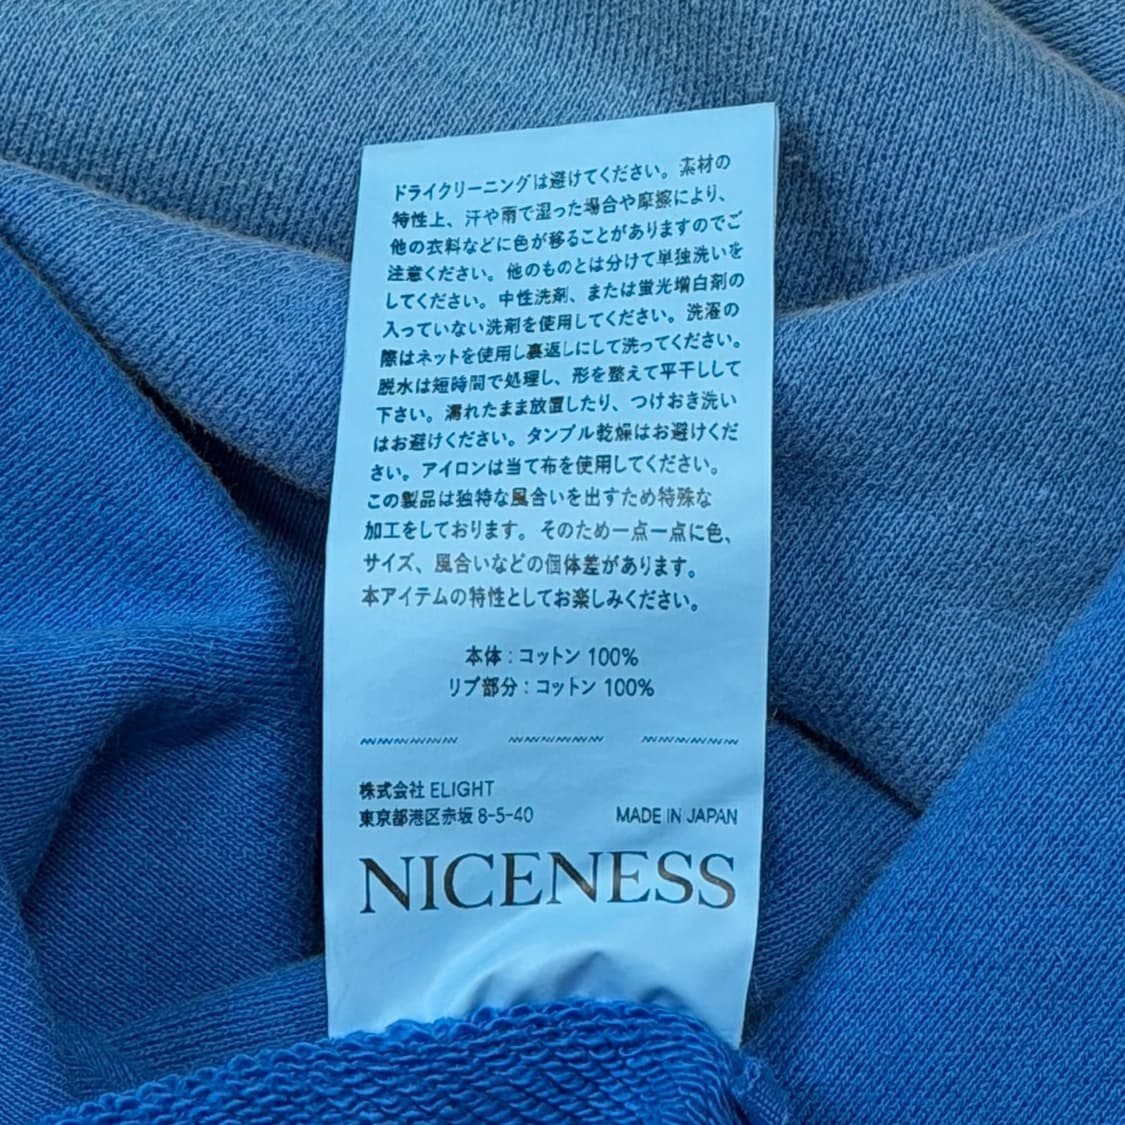 ドライクリーニングは避けてください。素材の
特性上、汗や雨で湿った場合や摩擦により、
他の衣料などに色が移ることがありますのでご
注意ください。他のものとは分けて単独洗いを
してください。中性洗剤、または蛍光増白剤の
入っていない洗剤を使用してください。洗濯の
際はネットを使用し裏返しにして洗ってください。
脱水は短時間で処理し、形を整えて平干しして
下さい。濡れたまま放置したり、つけおき洗い
はお避けください。タンブル乾燥はお避けくだ
さい。アイロンは当て布を使用してください。
この製品は独特な風合いを出すため特殊な
加工をしております。そのため一点一点に色、
サイズ、風合いなどの個体差があります。
本アイテムの特性としてお楽しみください。
本体：コットン 100%
リブ部分：コットン 100%
株式会社 ELIGHT
東京都港区赤坂 8-5-40 MADE IN JAPAN
NICENESS